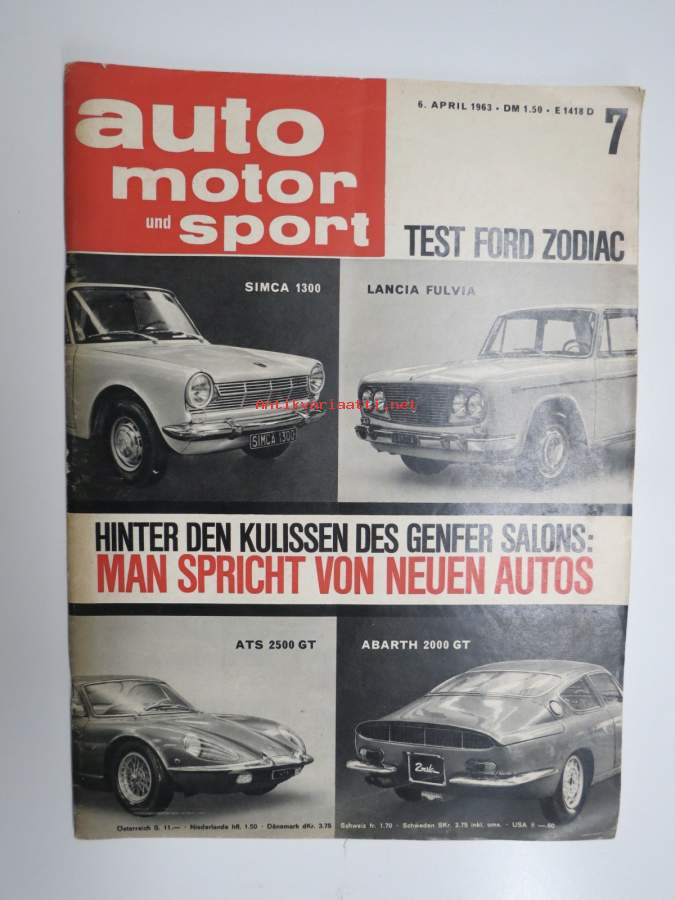 auto
motor
und sport
6. APRIL 1963 · DM 1.50 · E 1418 D
7
TEST FORD ZODIAC
SIMCA 1300
LANCIA FULVIA
Antikvariaatti.net
SIMCA 1300
HINTER DEN KULISSEN DES GENFER SALONS:
MAN SPRICHT VON NEUEN AUTOS
ATS 2500 GT
ABARTH 2000 GT
Österreich S. 11.— · Niederlande hfl. 1.50 · Dänemark dKr. 3.75
Schweiz fr. 1.70 · Schweden SKr. 3.75 inkl. oms. · USA $ —.60